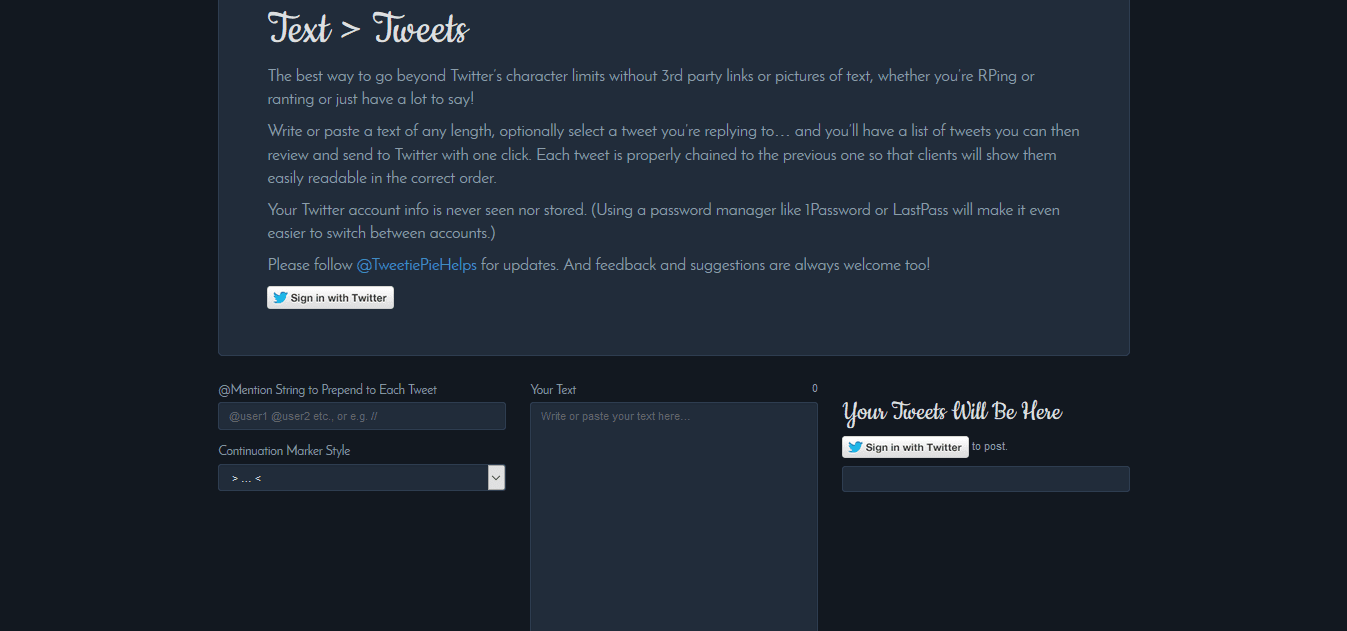 Text > Tweets
The best way to go beyond Twitter's character limits without 3rd party links or pictures of text, whether you're RPing or
ranting or just have a lot to say!
Write or paste a text of any length, optionally select a tweet you're replying to… and you'll have a list of tweets you can then
review and send to Twitter with one click. Each tweet is properly chained to the previous one so that clients will show them
easily readable in the correct order.
Your Twitter account info is never seen nor stored. (Using a password manager like 1Password or LastPass will make it even
easier to switch between accounts.)
Please follow @TweetiePieHelps for updates. And feedback and suggestions are always welcome too!
Sign in with Twitter
@Mention String to Prepend to Each Tweet
@user1 @user2 etc., or e.g. //
Continuation Marker Style
> ... <
Your Text
0
Write or paste your text here...
Your Tweets Will Be Here
Sign in with Twitter to post.